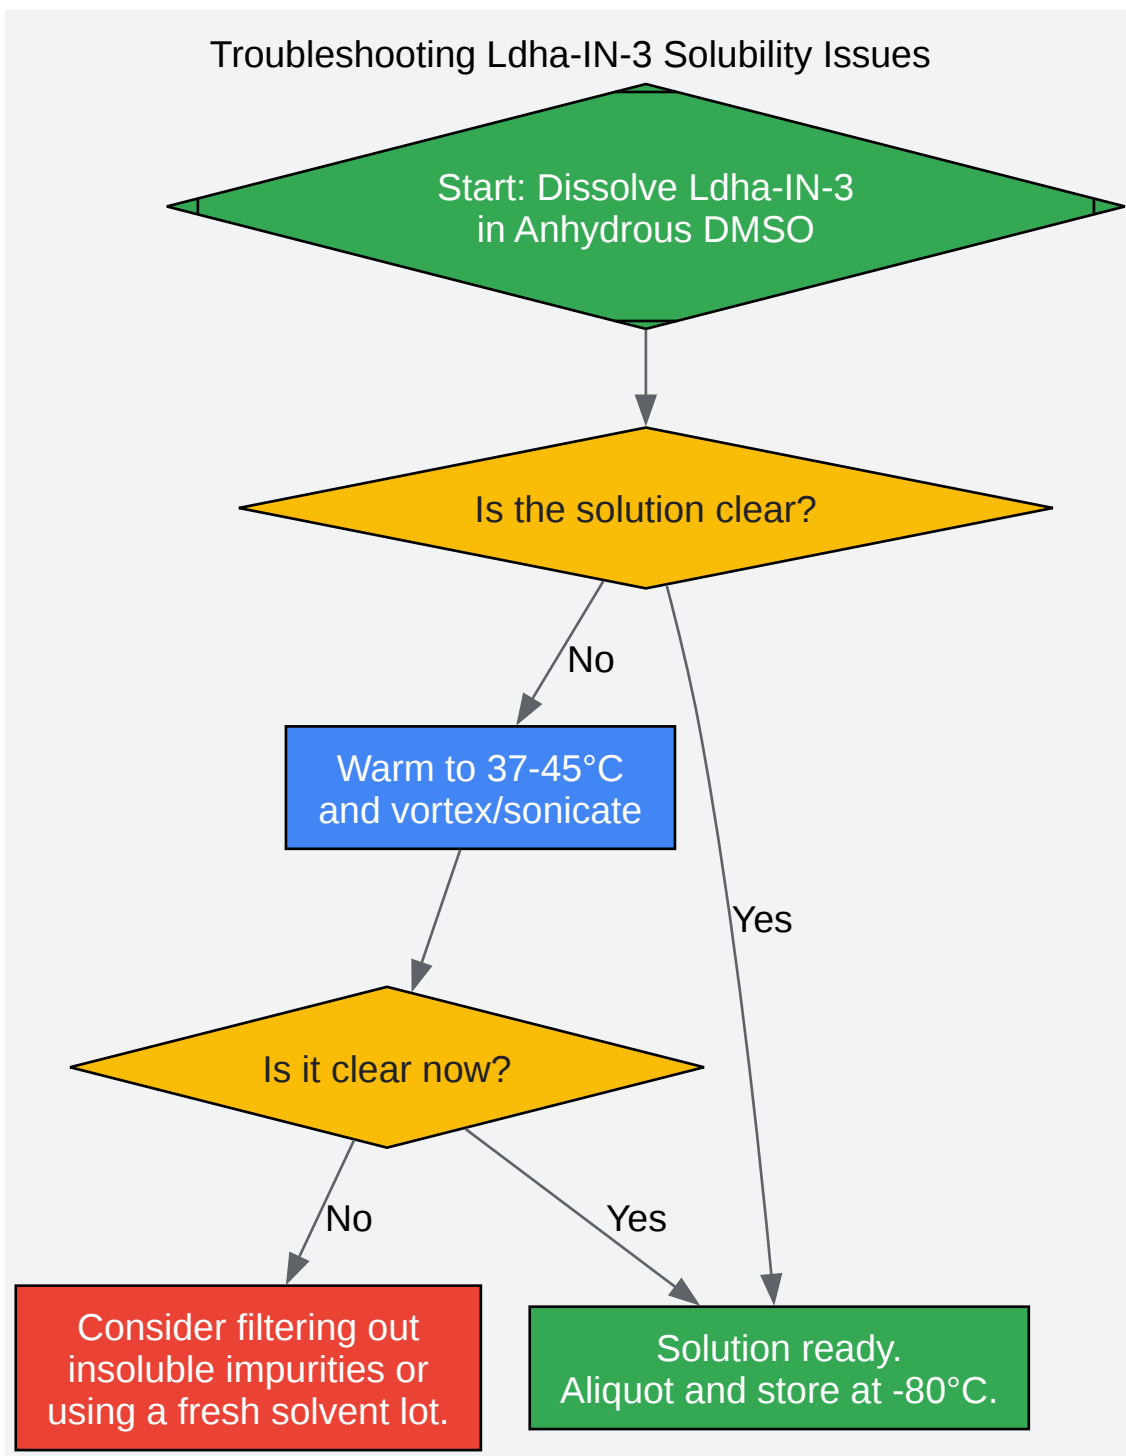 Troubleshooting Ldha-IN-3 Solubility Issues
Start: Dissolve Ldha-IN-3
in Anhydrous DMSO
Is the solution clear?
No
Warm to 37-45°C
and vortex/sonicate
Yes
Is it clear now?
No
Yes
Consider filtering out
insoluble impurities or
using a fresh solvent lot.
Solution ready.
Aliquot and store at -80°C.